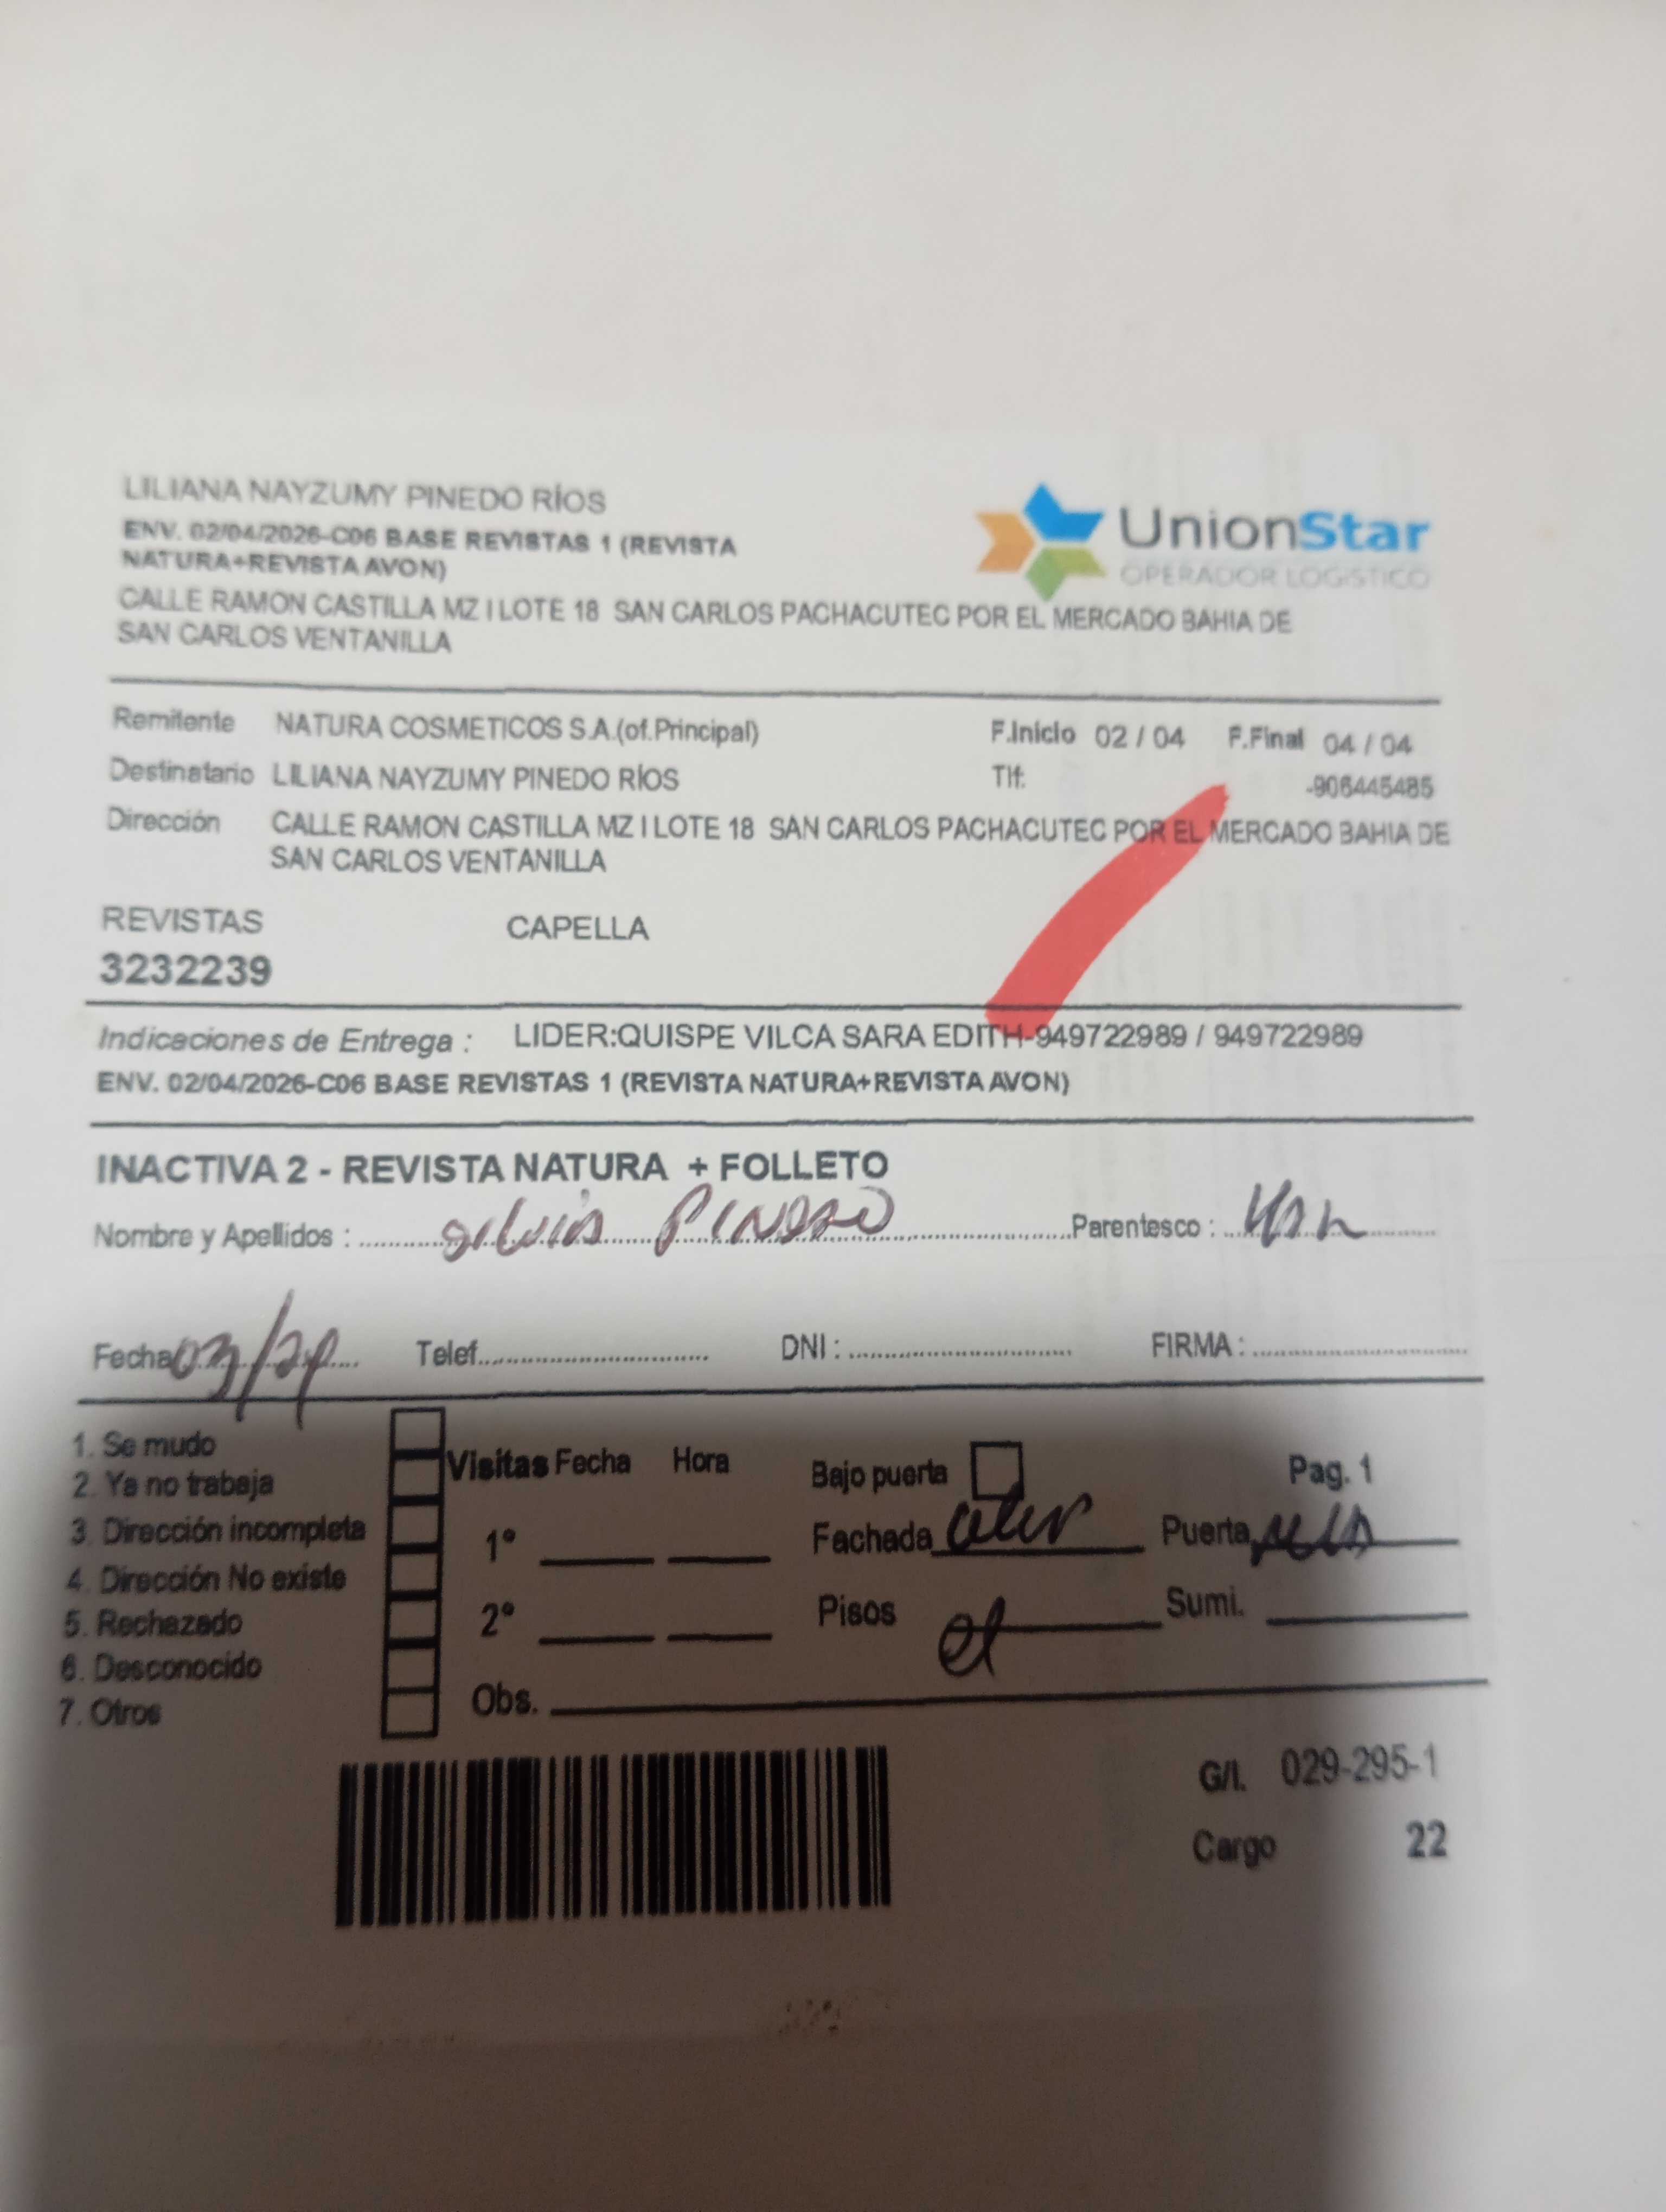 LILIANA NAYZUMY PINEDO RÍOS
ENV. 02/04/2026-C06 BASE REVISTAS 1 (REVISTA
NATURA+REVISTA AVON)
CALLE RAMON CASTILLA MZ I LOTE 18 SAN CARLOS PACHACUTEC POR EL MERCADO BAHIA DE
SAN CARLOS VENTANILLA
UnionStar
OPERADOR LOGISTICO
Remitente NATURA COSMETICOS S.A.(of.Principal) F.Inicio 02 / 04 F.Final 04 / 04
Destinatario LILIANA NAYZUMY PINEDO RÍOS Tlf: -906445485
Dirección CALLE RAMON CASTILLA MZ I LOTE 18 SAN CARLOS PACHACUTEC POR EL MERCADO BAHIA DE
SAN CARLOS VENTANILLA
REVISTAS CAPELLA
3232239
Indicaciones de Entrega : LIDER:QUISPE VILCA SARA EDITH-949722989 / 949722989
ENV. 02/04/2026-C06 BASE REVISTAS 1 (REVISTA NATURA+REVISTA AVON)
INACTIVA 2 - REVISTA NATURA + FOLLETO
Nombre y Apellidos : Pinedo Parentesco :
Fecha Telef. DNI : FIRMA :
1. Se mudo
2. Ya no trabaja
3. Dirección incompleta
4. Dirección No existe
5. Rechazado
6. Desconocido
7. Otros
Visitas Fecha Hora
1°
2°
Obs.
Bajo puerta Pag. 1
Fachada Puerta
Pisos Sumi.
G/I. 029-295-1
Cargo 22